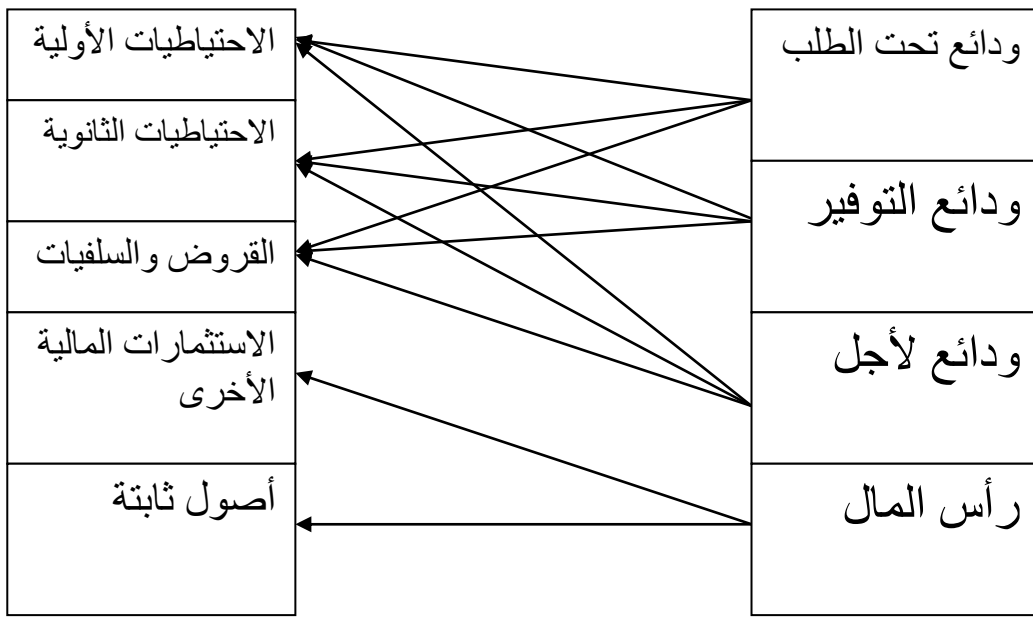 ودائع تحت الطلب
ودائع التوفير
ودائع لأجل
رأس المال
الاحتياطيات الأولية
الاحتياطيات الثانوية
القروض والسلفيات
الاستثمارات المالية
الأخرى
أصول ثابتة